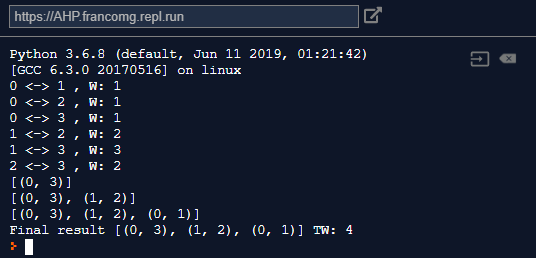 https://AHP.francomg.repl.run
Python 3.6.8 (default, Jun 11 2019, 01:21:42)
[GCC 6.3.0 20170516] on linux
0 <-> 1 , W: 1
0 <-> 2 , W: 1
0 <-> 3 , W: 1
1 <-> 2 , W: 2
1 <-> 3 , W: 3
2 <-> 3 , W: 2
[(0, 3)]
[(0, 3), (1, 2)]
[(0, 3), (1, 2), (0, 1)]
Final result [(0, 3), (1, 2), (0, 1)] TW: 4